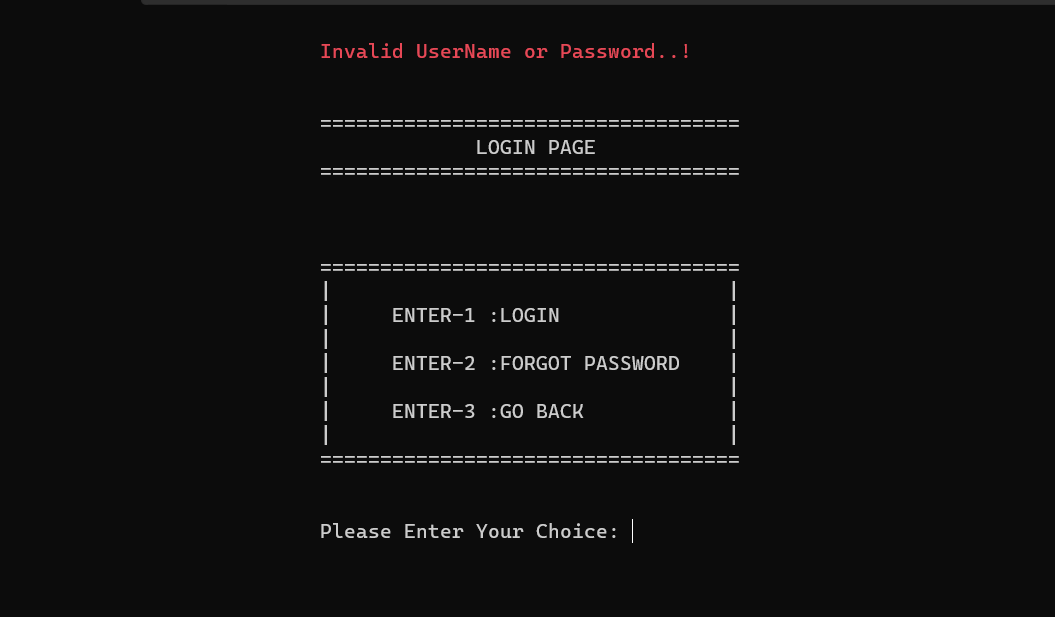 Invalid UserName or Password..!
===================================
LOGIN PAGE
===================================
===================================
|                                 |
|     ENTER-1 :LOGIN              |
|                                 |
|     ENTER-2 :FORGOT PASSWORD    |
|                                 |
|     ENTER-3 :GO BACK            |
|                                 |
===================================
Please Enter Your Choice: